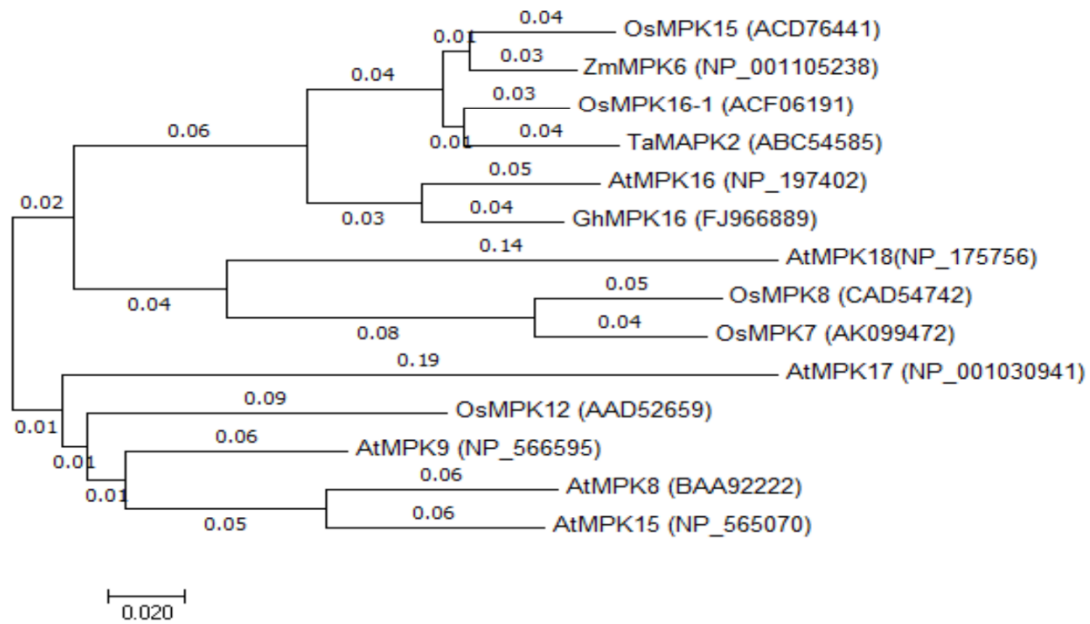 0.04
OsMPK15 (ACD76441)
0.01
0.03
ZmMPK6 (NP_001105238)
0.04
0.03
OsMPK16-1 (ACF06191)
0.01
0.04
TaMAPK2 (ABC54585)
0.06
0.05
AtMPK16 (NP_197402)
0.03
0.04
GhMPK16 (FJ966889)
0.02
0.14
AtMPK18(NP_175756)
0.04
0.05
OsMPK8 (CAD54742)
0.08
0.04
OsMPK7 (AK099472)
0.19
AtMPK17 (NP_001030941)
0.01
0.09
OsMPK12 (AAD52659)
0.01
0.06
AtMPK9 (NP_566595)
0.01
0.06
AtMPK8 (BAA92222)
0.05
0.06
AtMPK15 (NP_565070)
0.020